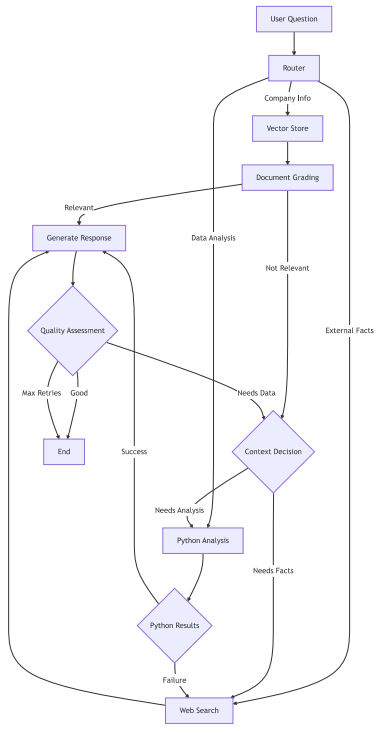 User Question
Router
Company Info
Vector Store
Document Grading
Relevant
Generate Response
Data Analysis
Not Relevant
External Facts
Quality Assessment
Max Retries
Good
Needs Data
End
Success
Context Decision
Needs Analysis
Python Analysis
Needs Facts
Python Results
Failure
Web Search